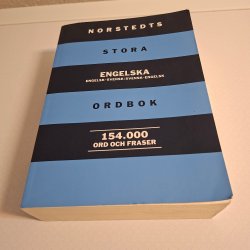 NORSTEDTS
STORA
ENGELSKA
ENGELSK-SVENSK•SVENSK-ENGELSK
ORDBOK
154.000
ORD OCH FRASER